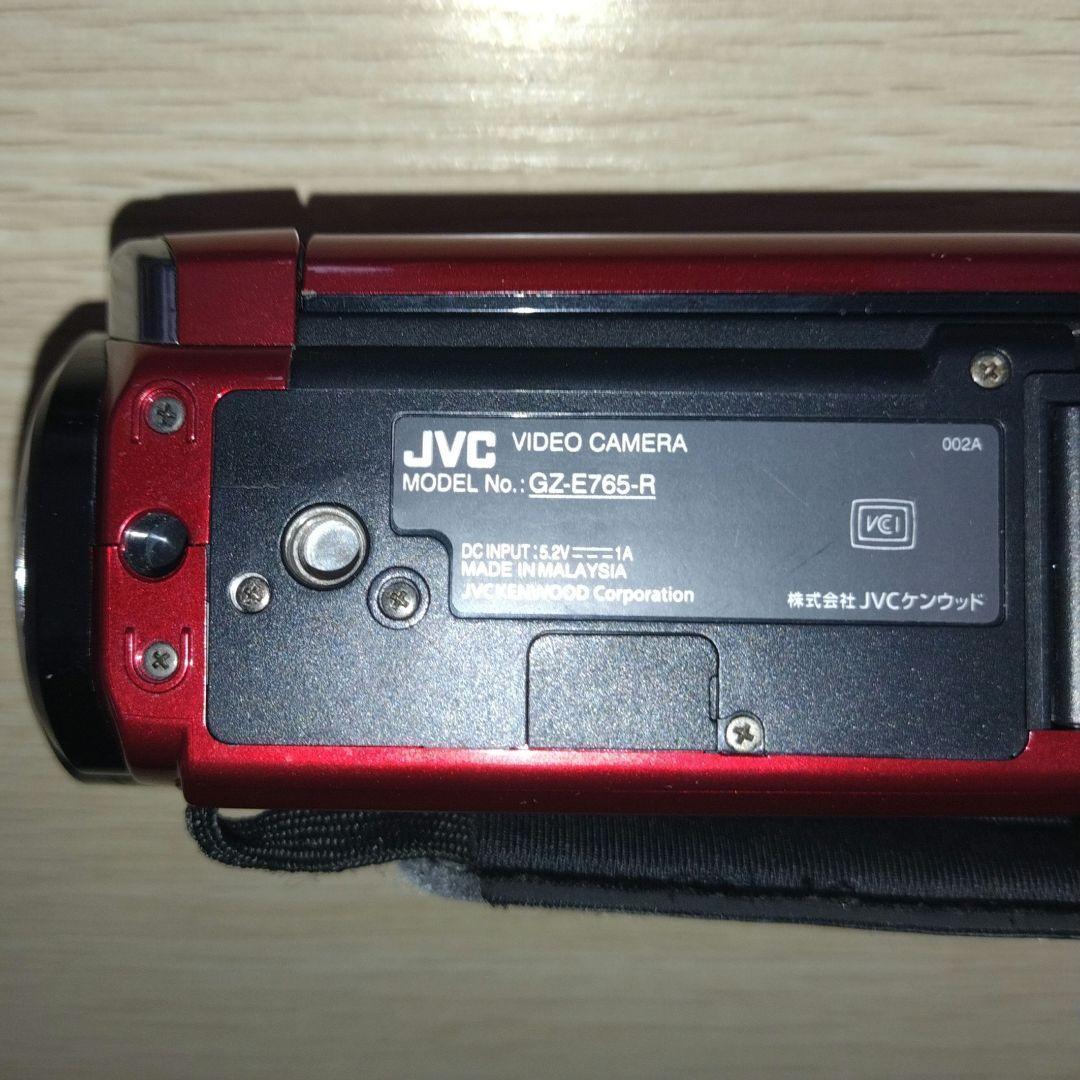 JVC VIDEO CAMERA
002A
MODEL No.: GZ-E765-R
VCCI
DC INPUT : 5.2V⎓1A
MADE IN MALAYSIA
JVCKENWOOD Corporation
株式会社 JVCケンウッド